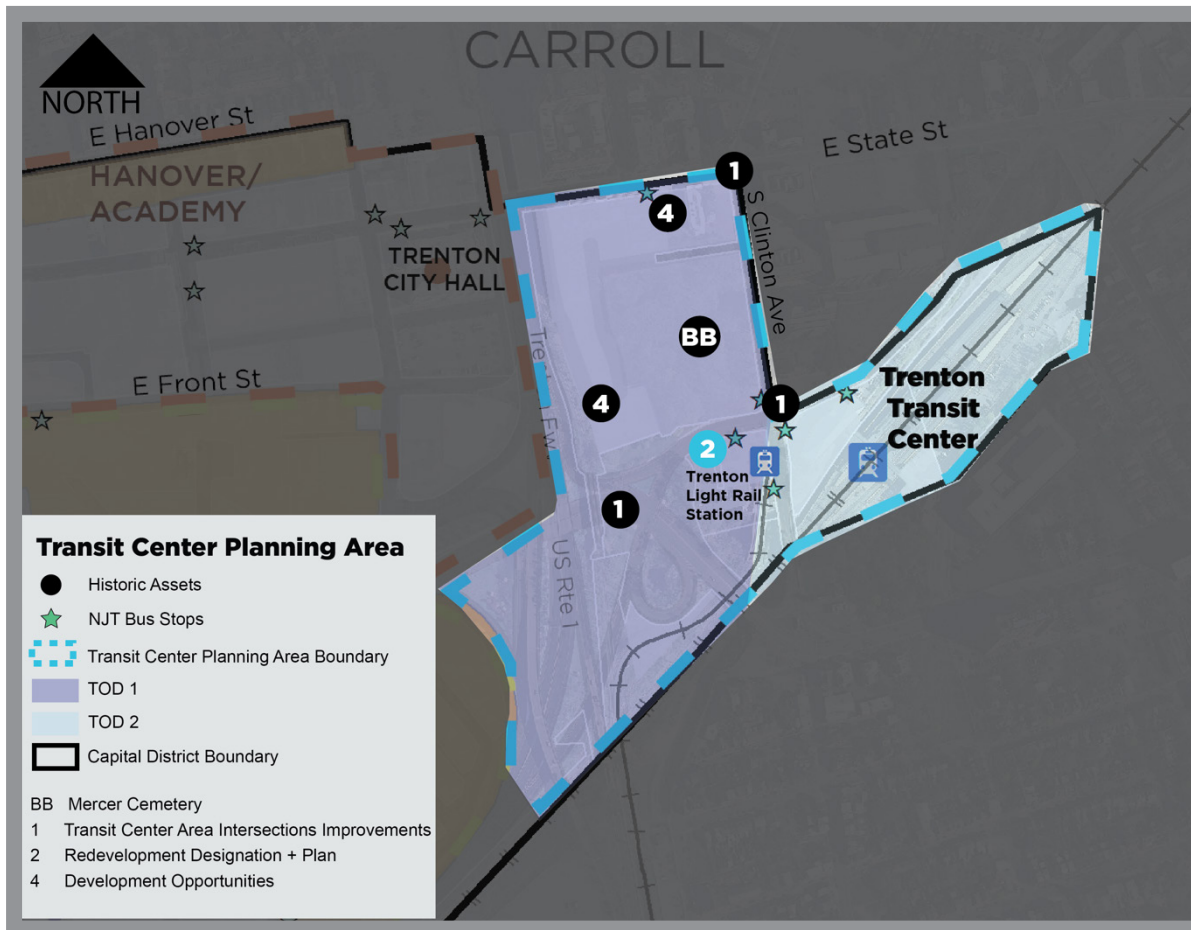 CARROLL
NORTH
E Hanover St
E State St
HANOVER/
ACADEMY
1
4
S Clinton Ave
TRENTON
CITY HALL
BB
E Front St
4
1
Trenton
Transit
Center
2
Trenton
Light Rail
Station
1
US Rte 1
Transit Center Planning Area
Historic Assets
NJT Bus Stops
Transit Center Planning Area Boundary
TOD 1
TOD 2
Capital District Boundary
BB Mercer Cemetery
1 Transit Center Area Intersections Improvements
2 Redevelopment Designation + Plan
4 Development Opportunities